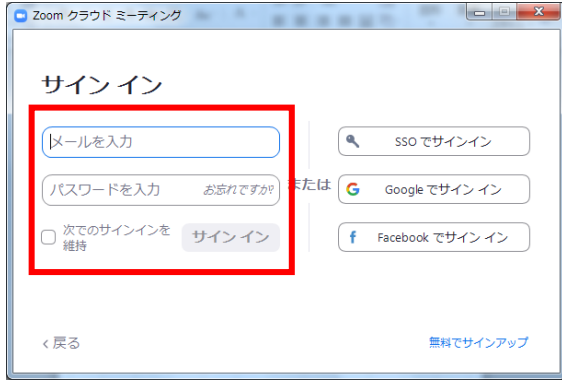 Zoom クラウド ミーティング
サイン イン
メールを入力
パスワードを入力 お忘れですか?
次でのサインインを
維持
サイン イン
または
SSO でサインイン
Google でサイン イン
Facebook でサイン イン
‹ 戻る
無料でサインアップ